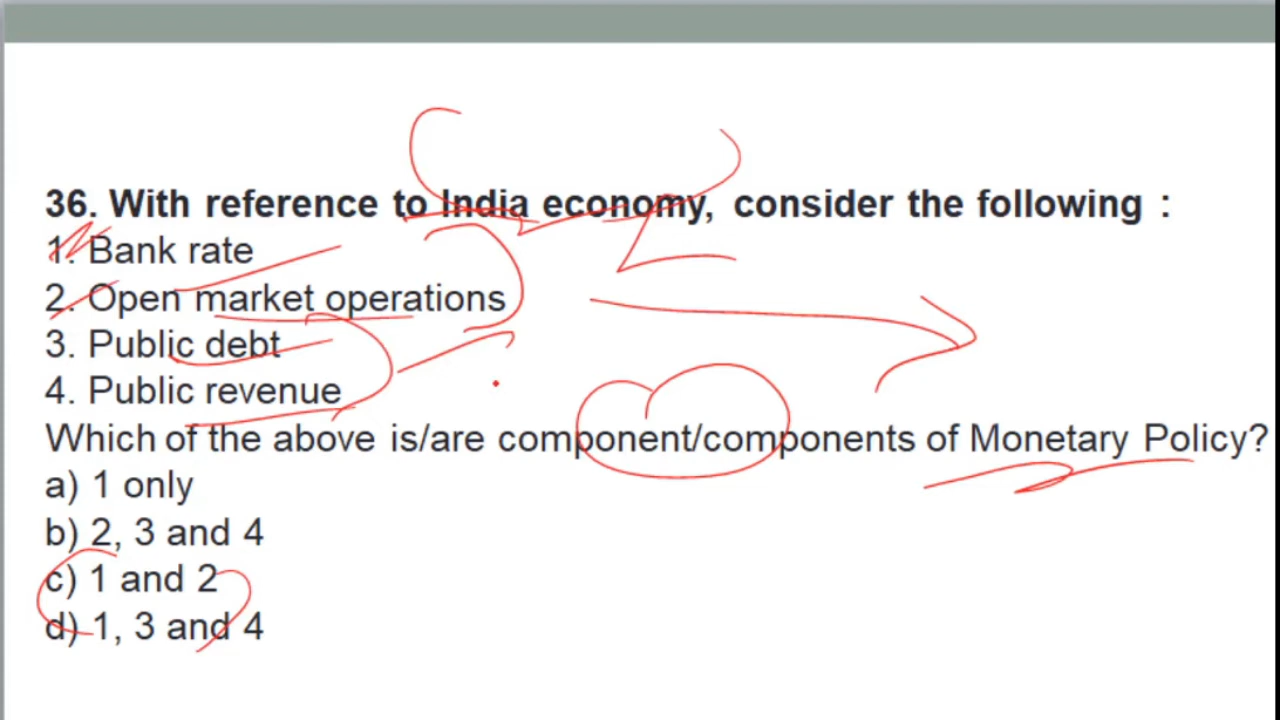 36. With reference to India economy, consider the following :
1. Bank rate
2. Open market operations
3. Public debt
4. Public revenue
Which of the above is/are component/components of Monetary Policy?
a) 1 only
b) 2, 3 and 4
c) 1 and 2
d) 1, 3 and 4